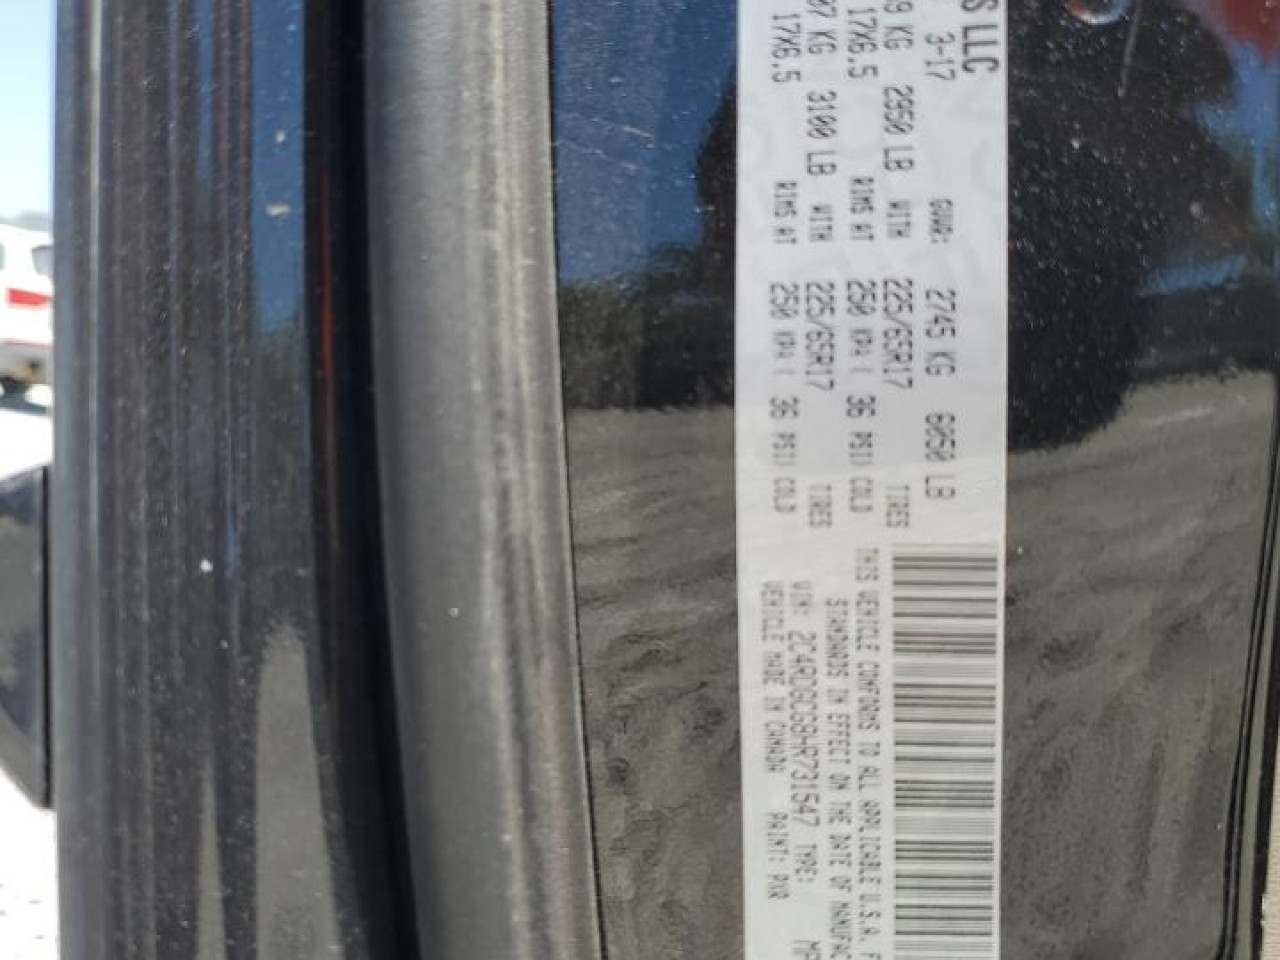 S LLC
3-17
GVWR: 2745 KG 6050 LB
9 KG 2950 LB WITH 225/65R17 TIRES
17X6.5 RIMS AT 250 KPA ( 36 PSI) COLD
07 KG 3100 LB WITH 225/65R17 TIRES
17X6.5 RIMS AT 250 KPA ( 36 PSI) COLD
THIS VEHICLE CONFORMS TO ALL APPLICABLE U.S.A. F
STANDARDS IN EFFECT ON THE DATE OF MANUFAC
VIN: 2C4RDGCG8HR731547 TYPE: MP
VEHICLE MADE IN CANADA PAINT: PXR